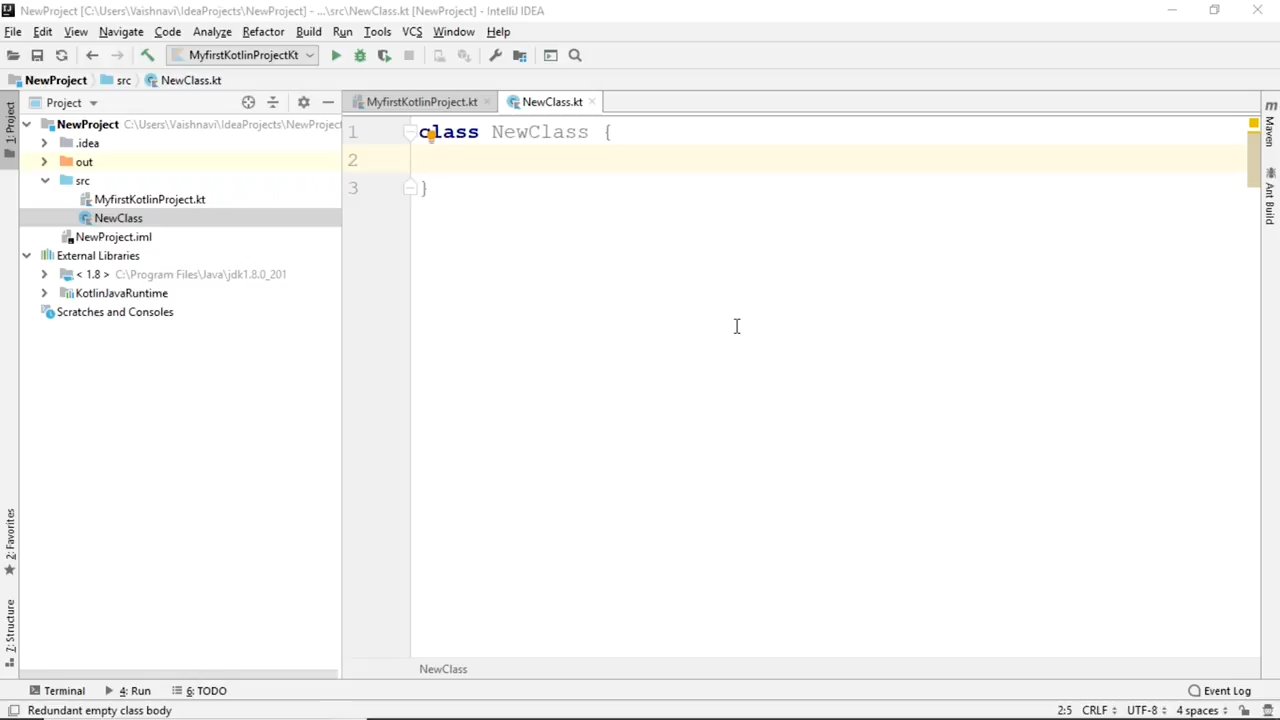 NewProject [C:\Users\Vaishnavi\IdeaProjects\NewProject] - ...\src\NewClass.kt [NewProject] - IntelliJ IDEA
File Edit View Navigate Code Analyze Refactor Build Run Tools VCS Window Help
MyfirstKotlinProjectKt
NewProject src NewClass.kt
1: Project
Project
MyfirstKotlinProject.kt NewClass.kt
NewProject C:\Users\Vaishnavi\IdeaProjects\NewProject
.idea
out
src
MyfirstKotlinProject.kt
NewClass
NewProject.iml
External Libraries
< 1.8 > C:\Program Files\Java\jdk1.8.0_201
KotlinJavaRuntime
Scratches and Consoles
1 class NewClass {
2
3 }
m Maven
Ant Build
2: Favorites
7: Structure
NewClass
Terminal 4: Run 6: TODO Event Log
Redundant empty class body 2:5 CRLF UTF-8 4 spaces